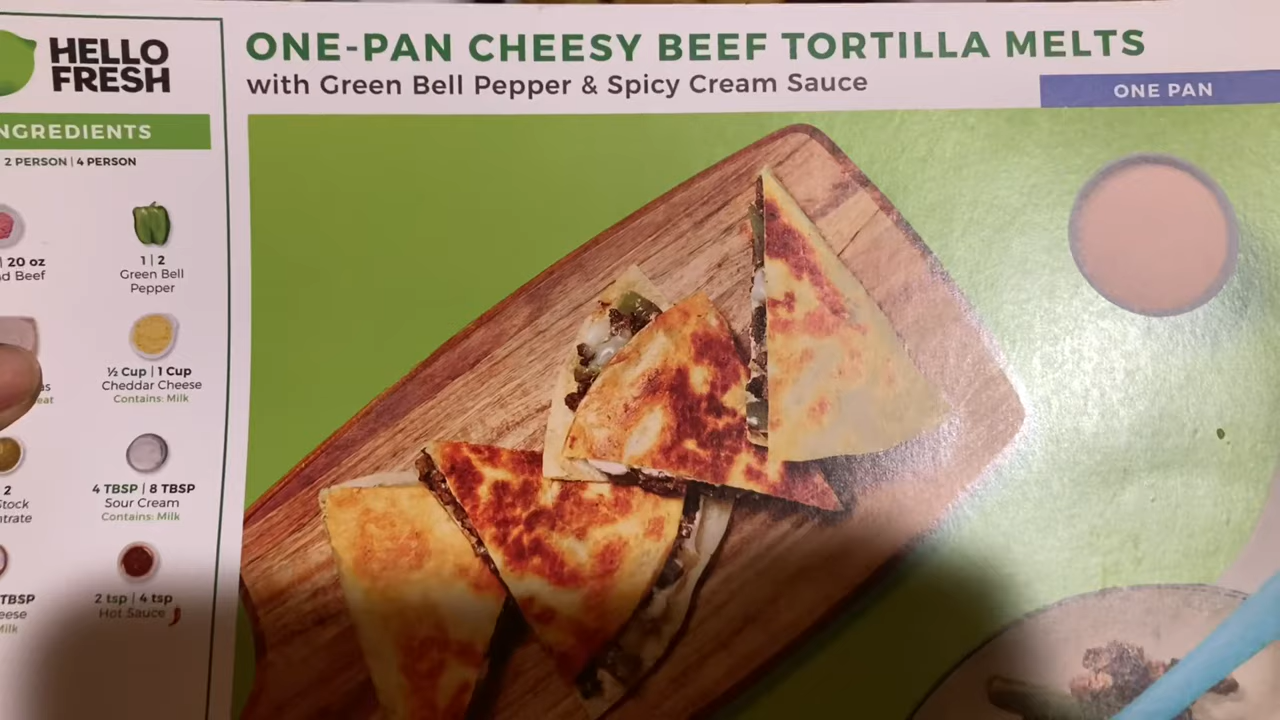 HELLO
FRESH
ONE-PAN CHEESY BEEF TORTILLA MELTS
with Green Bell Pepper & Spicy Cream Sauce
ONE PAN
NGREDIENTS
2 PERSON | 4 PERSON
| 20 oz
d Beef
1 | 2
Green Bell
Pepper
½ Cup | 1 Cup
Cheddar Cheese
Contains: Milk
as
eat
2
Stock
ntrate
4 TBSP | 8 TBSP
Sour Cream
Contains: Milk
TBSP
eese
Milk
2 tsp | 4 tsp
Hot Sauce